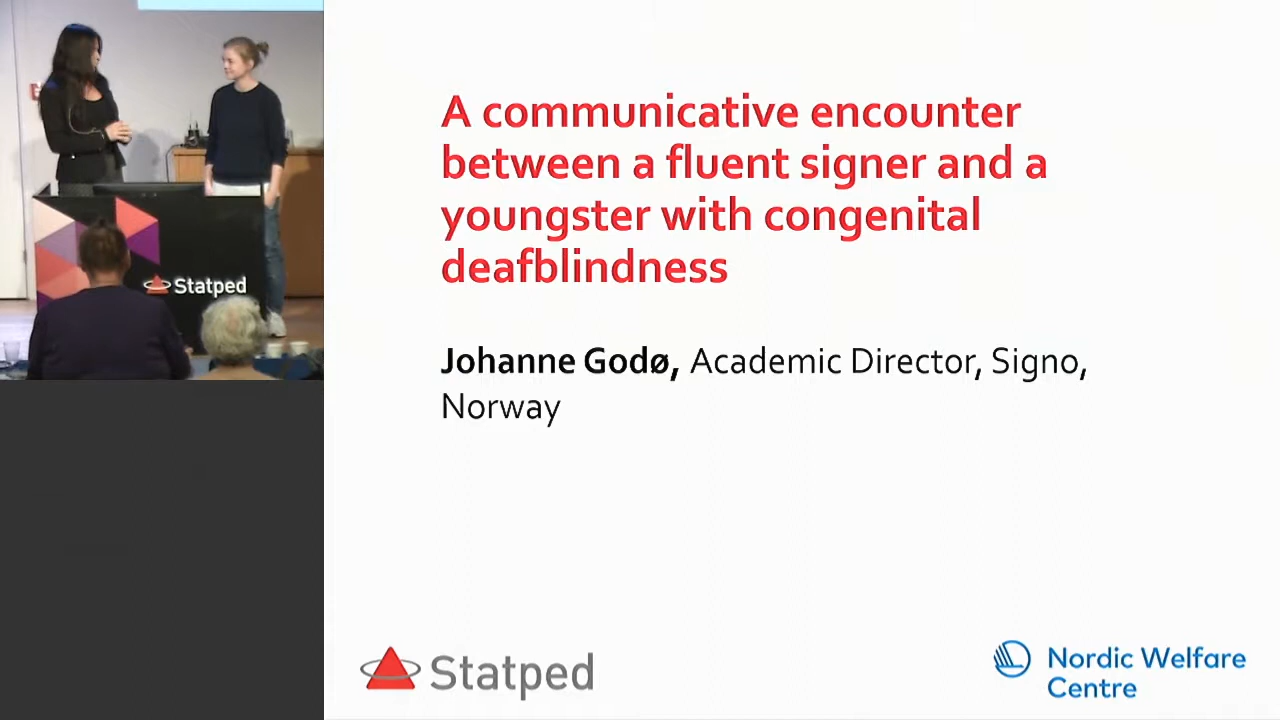 Statped
A communicative encounter
between a fluent signer and a
youngster with congenital
deafblindness
Johanne Godø, Academic Director, Signo,
Norway
Statped
Nordic Welfare
Centre